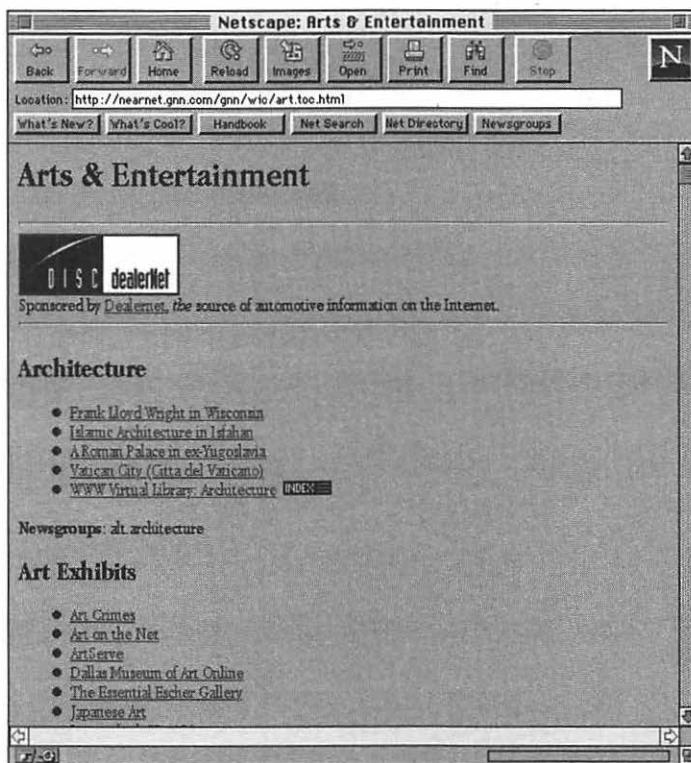 Netscape: Arts & Entertainment
Back Forward Home Reload Images Open Print Find Stop
N
Location: http://nearnet.gnn.com/gnn/wic/art.toc.html
What's New? What's Cool? Handbook Net Search Net Directory Newsgroups
Arts & Entertainment
DISC dealerNet
Sponsored by Dealernet, the source of automotive information on the Internet.
Architecture
Frank Lloyd Wright in Wisconsin
Islamic Architecture in Isfahan
A Roman Palace in ex-Yugoslavia
Vatican City (Citta del Vaticano)
WWW Virtual Library: Architecture INDEX
Newsgroups: alt.architecture
Art Exhibits
Art Crimes
Art on the Net
ArtServe
Dallas Museum of Art Online
The Essential Escher Gallery
Japanese Art